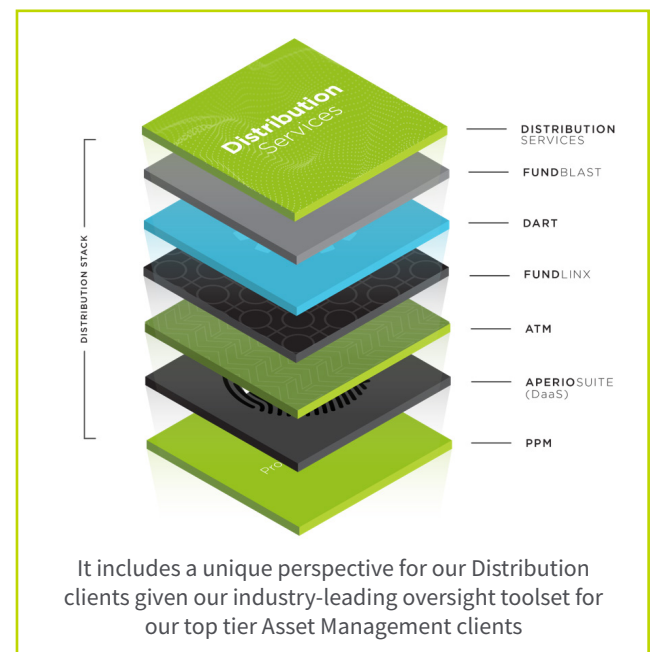 Distribution
Services
DISTRIBUTION STACK
DISTRIBUTION
SERVICES
FUNDBLAST
DART
FUNDLINX
ATM
APERIOSUITE
(DaaS)
PPM
It includes a unique perspective for our Distribution
clients given our industry-leading oversight toolset for
our top tier Asset Management clients